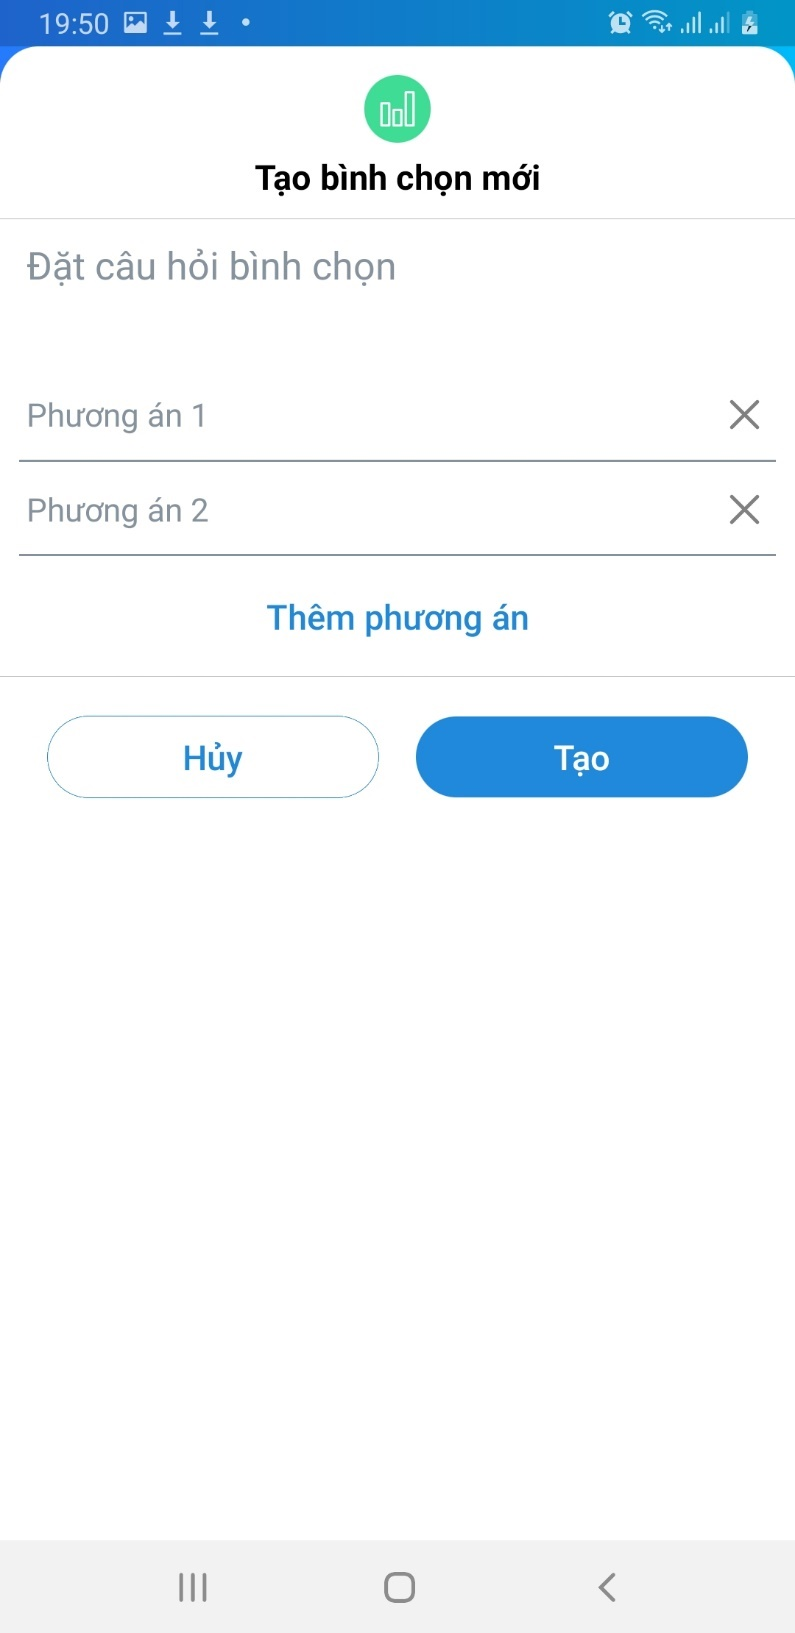 19:50
Tạo bình chọn mới
Đặt câu hỏi bình chọn
Phương án 1
Phương án 2
Thêm phương án
Hủy
Tạo